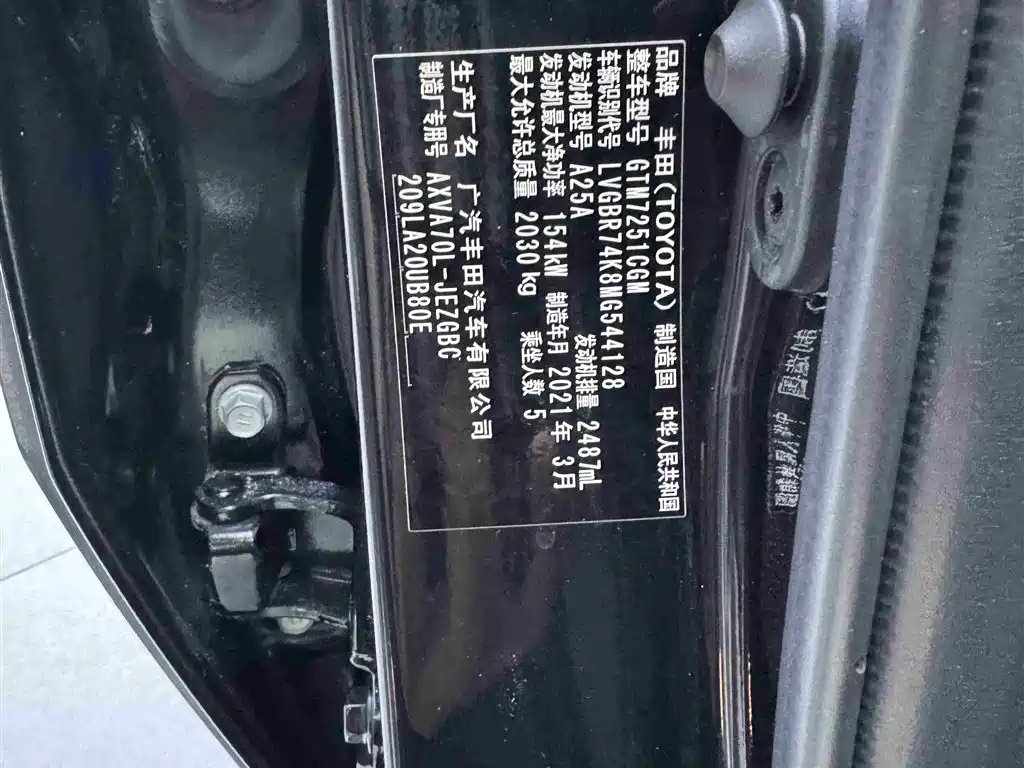 品牌 丰田(TOYOTA) 制造国 中华人民共和国
整车型号 GTM7251CGM
车辆识别代号 LVGBR74K8MG544128
发动机型号 A25A 发动机排量 2487mL
发动机最大净功率 154kW 制造年月 2021年 3月
最大允许总质量 2030kg 乘坐人数 5
生产厂名 广汽丰田汽车有限公司
制造厂专用号 AXVA70L-JEZGBC
209LA20UB80E